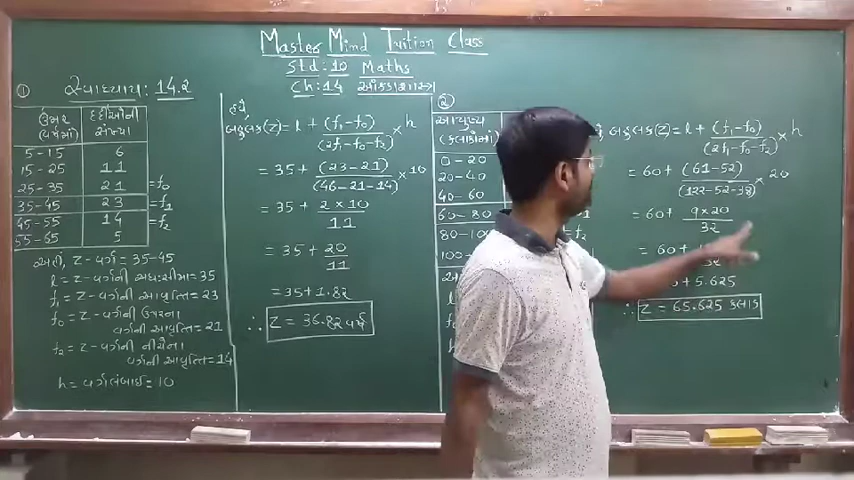 Master Mind Tuition Class
Std: 10 Maths
Ch: 14 આંકડાશાસ્ત્ર
① સ્વાધ્યાય: 14.2
ઉંમર (વર્ષમાં) દર્દીઓની સંખ્યા
5-15 6
15-25 11
25-35 21 = f₀
35-45 23 = f₁
45-55 14 = f₂
55-65 5
અહીં, Z-વર્ગ = 35-45
l = Z-વર્ગની અધઃસીમા = 35
f₁ = Z-વર્ગની આવૃત્તિ = 23
f₀ = Z-વર્ગની ઉપરના
વર્ગની આવૃત્તિ = 21
f₂ = Z-વર્ગની નીચેના
વર્ગની આવૃત્તિ = 14
h = વર્ગલંબાઈ = 10
હવે,
બહુલક(Z) = l + (f₁-f₀)/(2f₁-f₀-f₂) × h
= 35 + (23-21)/(46-21-14) × 10
= 35 + 2×10/11
= 35 + 20/11
= 35 + 1.82
∴ Z = 36.82 વર્ષ
②
આયુષ્ય
(કલાકોમાં)
0-20
20-40
40-60
60-80
બહુલક(Z) = l + (f₁-f₀)/(2f₁-f₀-f₂) × h
= 60 + (61-52)/(122-52-38) × 20
= 60 + 9×20/32
= 60 +
+ 5.625
∴ Z = 65.625 કલાક